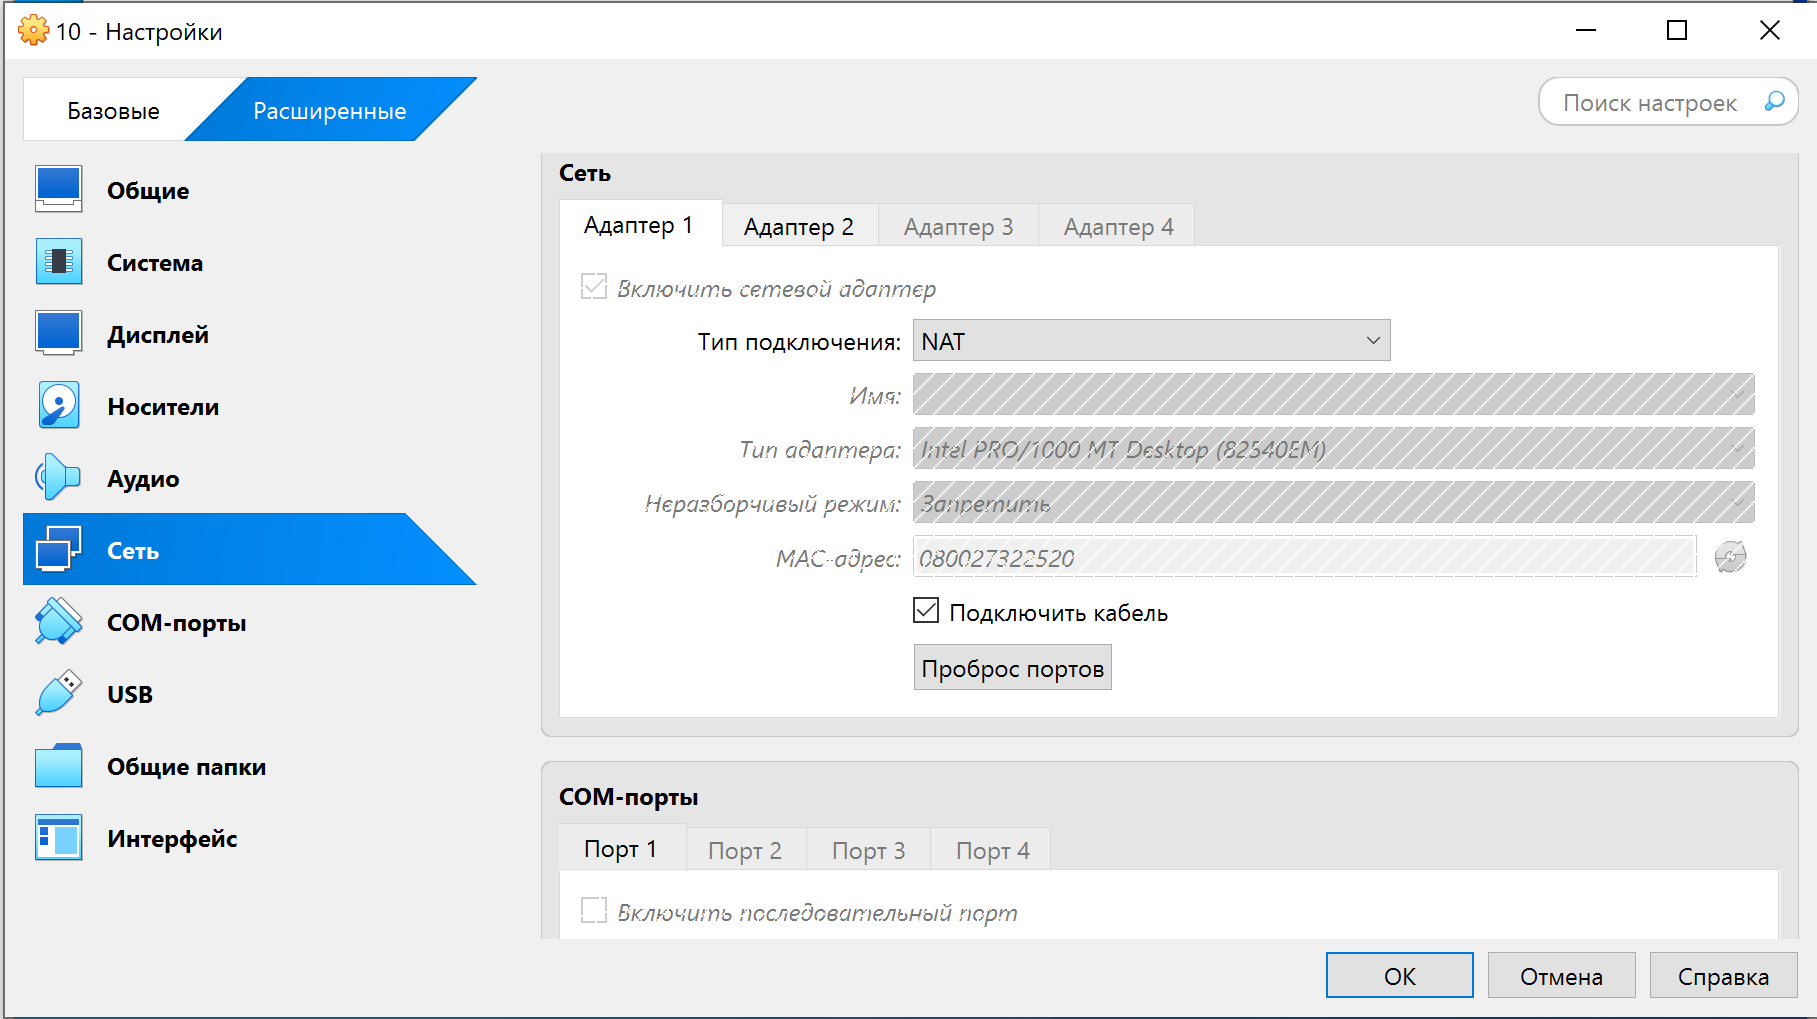 10 - Настройки
Базовые
Расширенные
Поиск настроек
Общие
Система
Дисплей
Носители
Аудио
Сеть
COM-порты
USB
Общие папки
Интерфейс
Сеть
Адаптер 1
Адаптер 2
Адаптер 3
Адаптер 4
Включить сетевой адаптер
Тип подключения: NAT
Имя:
Тип адаптера: Intel PRO/1000 MT Desktop (82540EM)
Неразборчивый режим: Запретить
MAC-адрес: 080027322520
Подключить кабель
Проброс портов
COM-порты
Порт 1
Порт 2
Порт 3
Порт 4
Включить последовательный порт
OK
Отмена
Справка